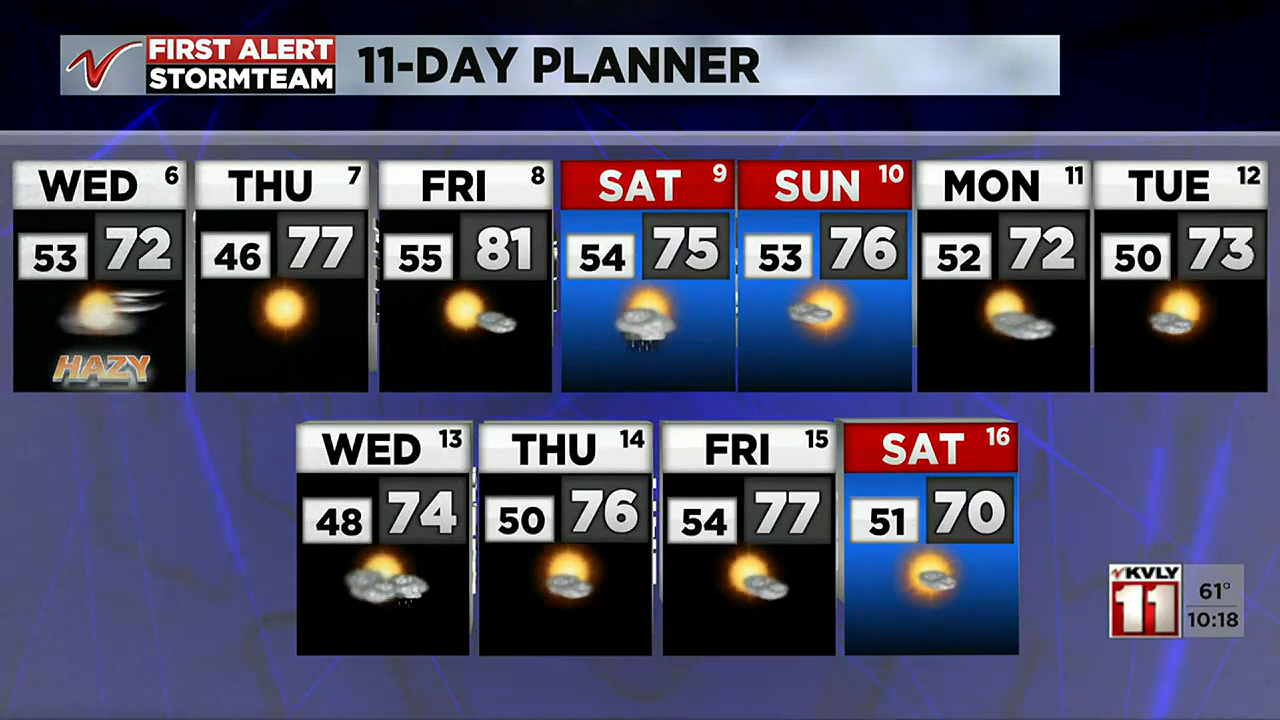 FIRST ALERT
STORMTEAM
11-DAY PLANNER
WED 6
53 72
HAZY
THU 7
46 77
FRI 8
55 81
SAT 9
54 75
SUN 10
53 76
MON 11
52 72
TUE 12
50 73
WED 13
48 74
THU 14
50 76
FRI 15
54 77
SAT 16
51 70
KVLY
11
61°
10:18